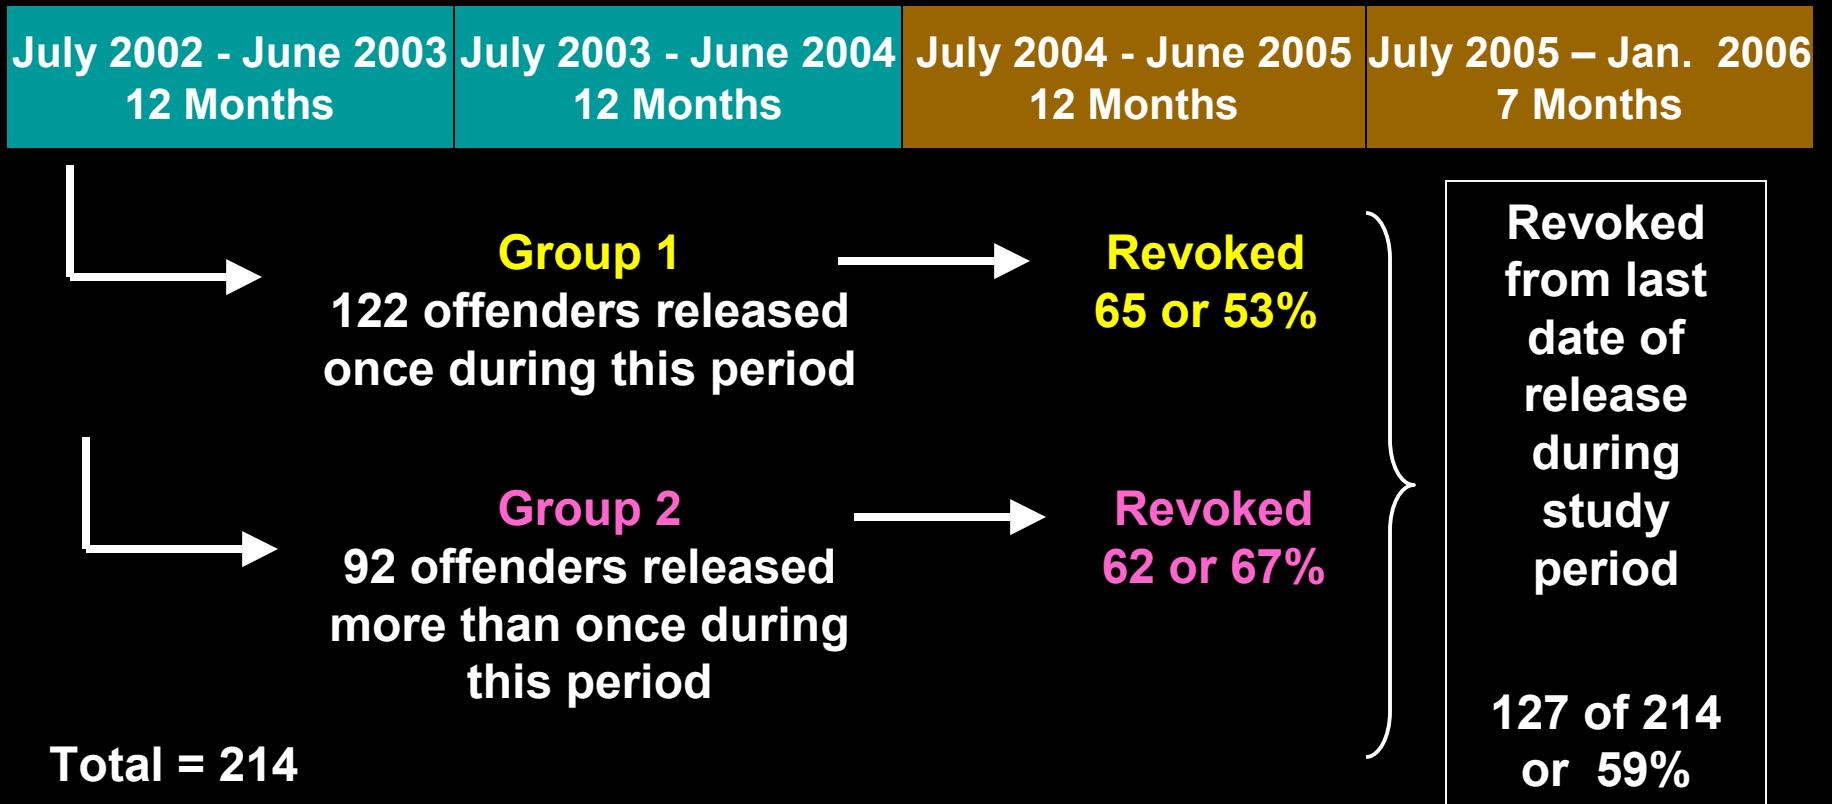 July 2002 - June 2003
12 Months
July 2003 - June 2004
12 Months
July 2004 - June 2005
12 Months
July 2005 – Jan. 2006
7 Months
Group 1
122 offenders released
once during this period
Revoked
65 or 53%
Group 2
92 offenders released
more than once during
this period
Revoked
62 or 67%
Revoked
from last
date of
release
during
study
period
127 of 214
or 59%
Total = 214